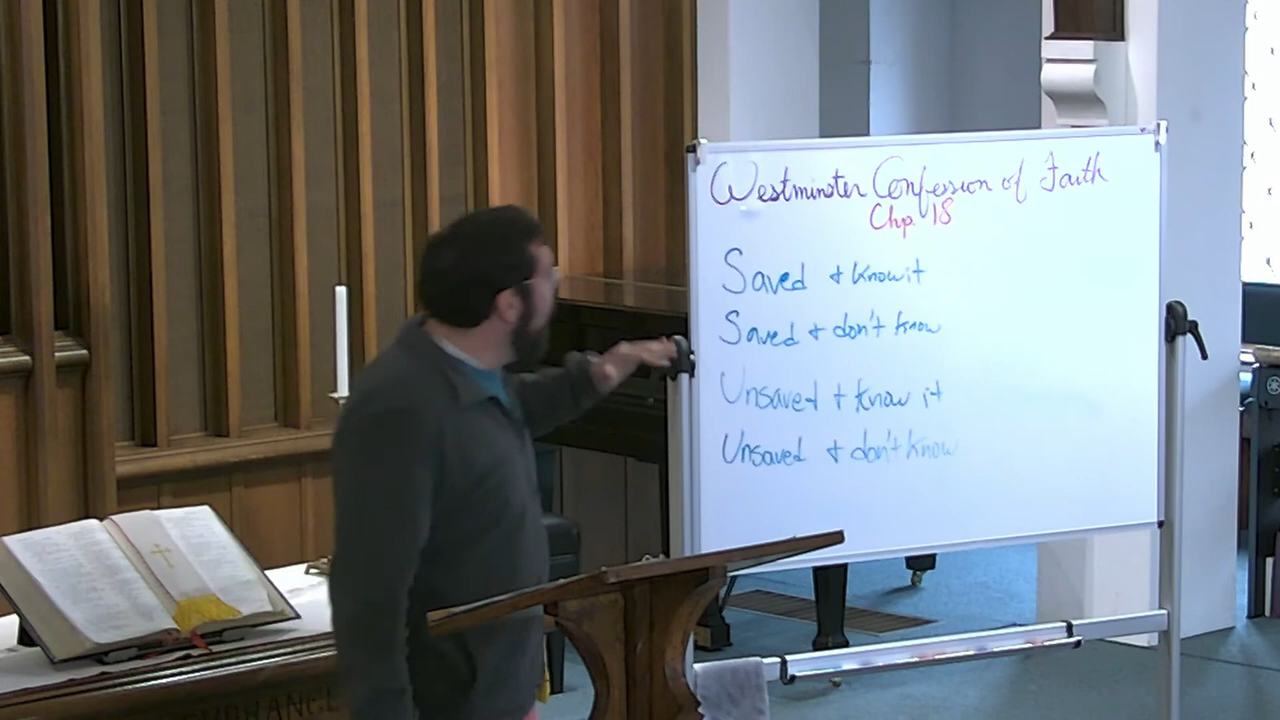 Westminster Confession of Faith
Chp. 18
Saved + know it
Saved + don't know
Unsaved + know it
Unsaved + don't know